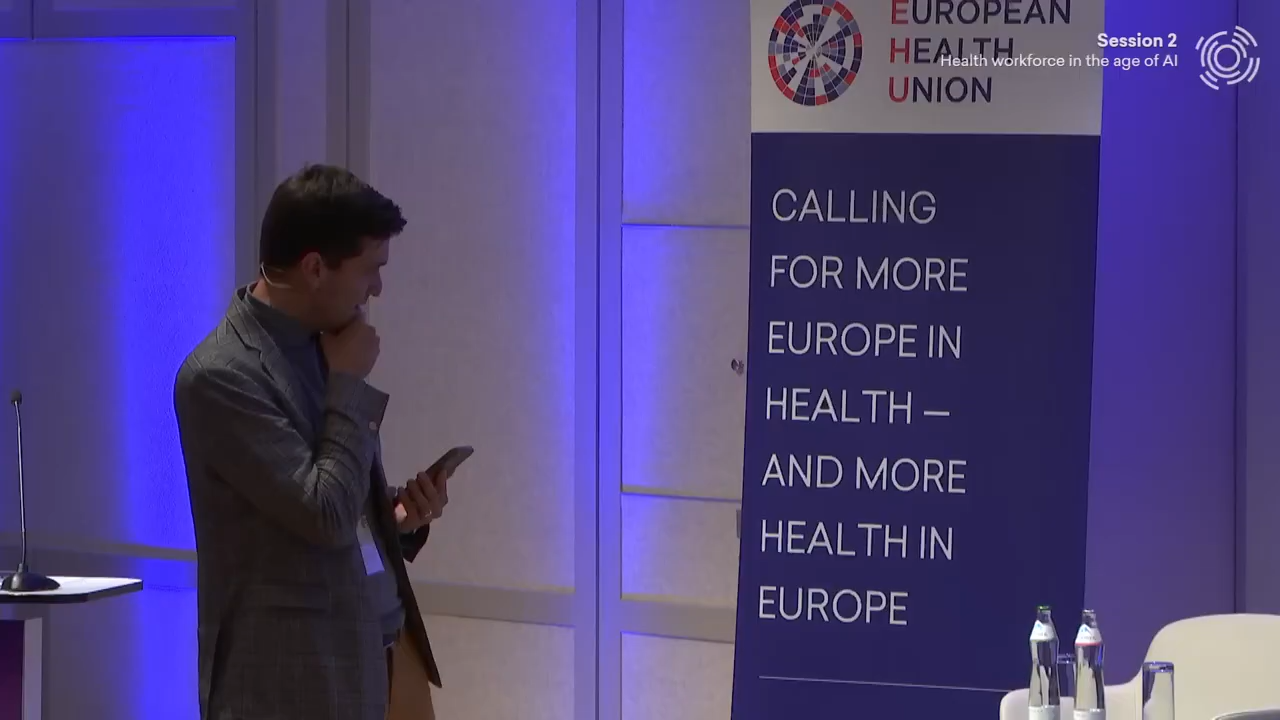 EUROPEAN
HEALTH
UNION
Session 2
Health workforce in the age of AI
CALLING
FOR MORE
EUROPE IN
HEALTH –
AND MORE
HEALTH IN
EUROPE